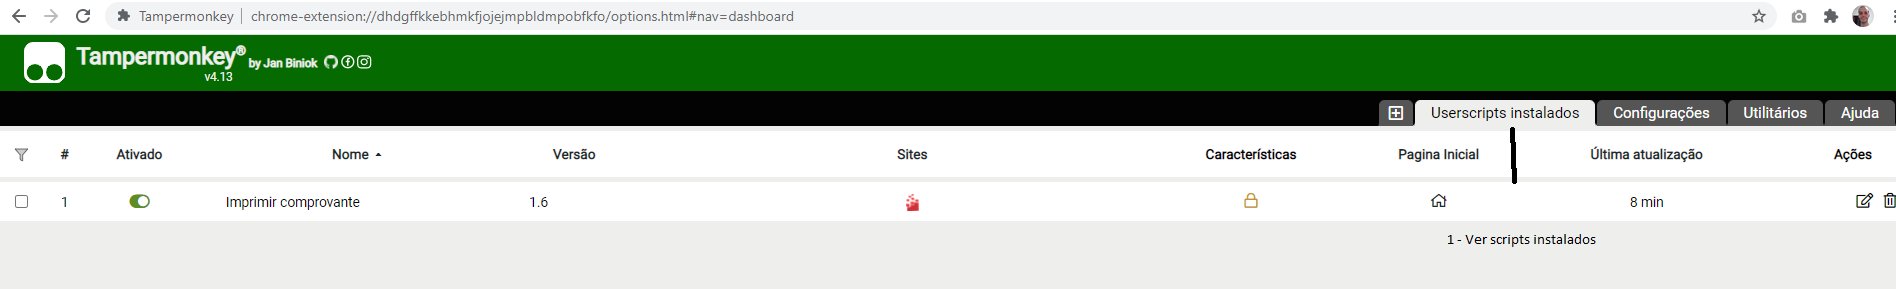 Tampermonkey | chrome-extension://dhdgffkkebhmkfjojejmpbldmpobfkfo/options.html#nav=dashboard
Tampermonkey® by Jan Biniok
v4.13
Userscripts instalados Configurações Utilitários Ajuda
# Ativado Nome Versão Sites Características Pagina Inicial Última atualização Ações
1 Imprimir comprovante 1.6 8 min
1 - Ver scripts instalados